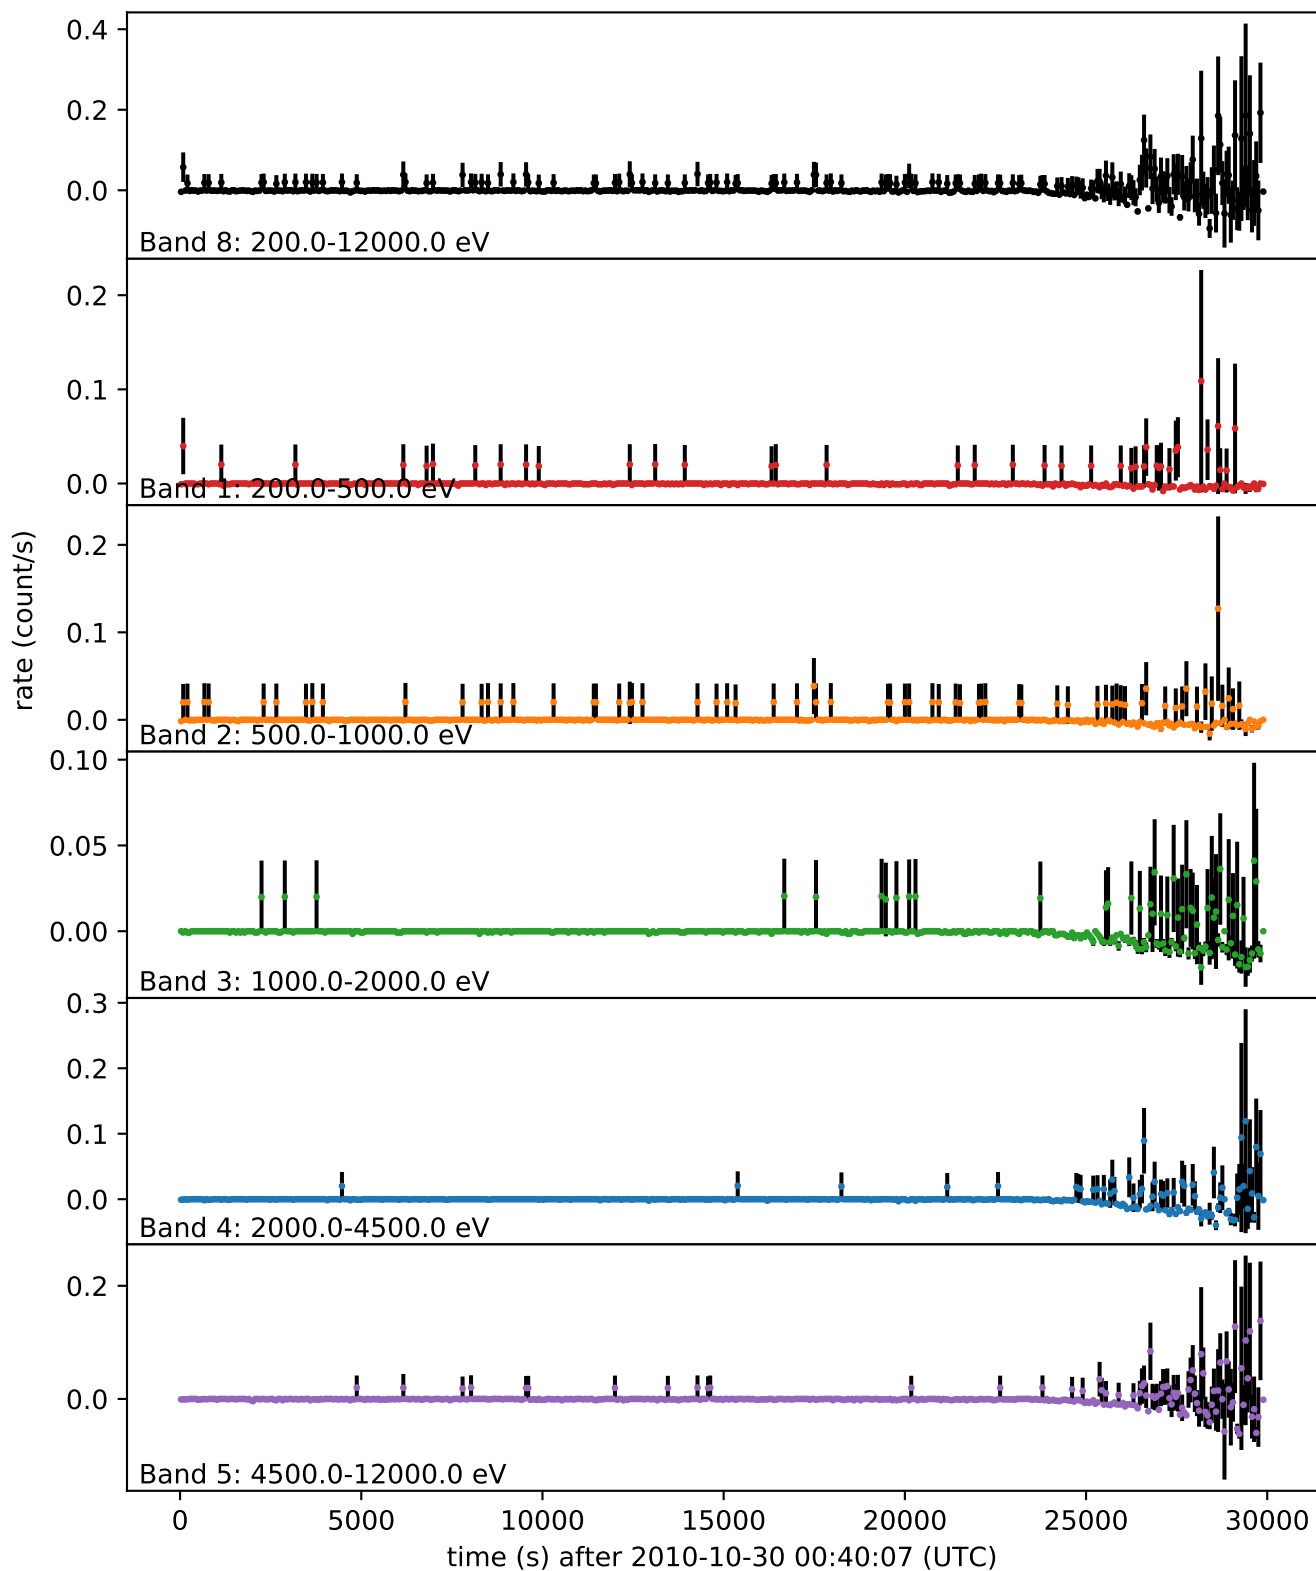 0.4
0.2
0.0
Band 8: 200.0-12000.0 eV
0.2
0.1
0.0
Band 1: 200.0-500.0 eV
rate (count/s)
0.2
0.1
0.0
Band 2: 500.0-1000.0 eV
0.10
0.05
0.00
Band 3: 1000.0-2000.0 eV
0.3
0.2
0.1
0.0
Band 4: 2000.0-4500.0 eV
0.2
0.0
Band 5: 4500.0-12000.0 eV
0 5000 10000 15000 20000 25000 30000
time (s) after 2010-10-30 00:40:07 (UTC)